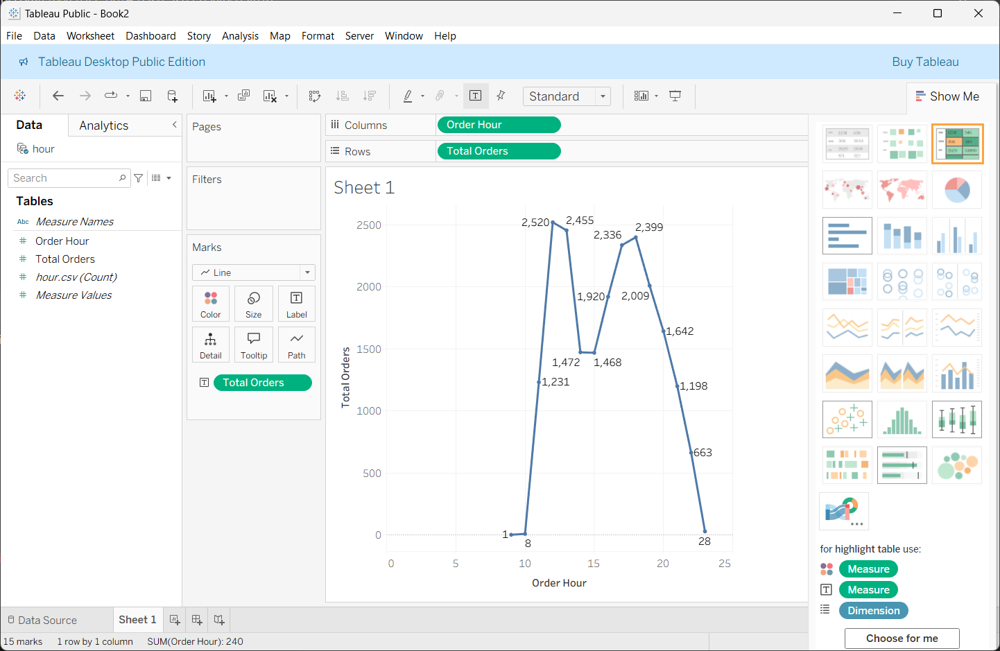 Tableau Public - Book2
File Data Worksheet Dashboard Story Analysis Map Format Server Window Help
Tableau Desktop Public Edition Buy Tableau
Standard Show Me
Data Analytics
hour
Search
Tables
Abc Measure Names
Order Hour
Total Orders
hour.csv (Count)
Measure Values
Pages
Filters
Marks
Line
Color Size Label
Detail Tooltip Path
Total Orders
Columns Order Hour
Rows Total Orders
Sheet 1
Total Orders
2500
2000
1500
1000
500
0
1
8
1,231
2,520
2,455
1,472
1,468
1,920
2,336
2,399
2,009
1,642
1,198
663
28
0 5 10 15 20 25
Order Hour
for highlight table use:
Measure
Measure
Dimension
Choose for me
Data Source Sheet 1
15 marks 1 row by 1 column SUM(Order Hour): 240